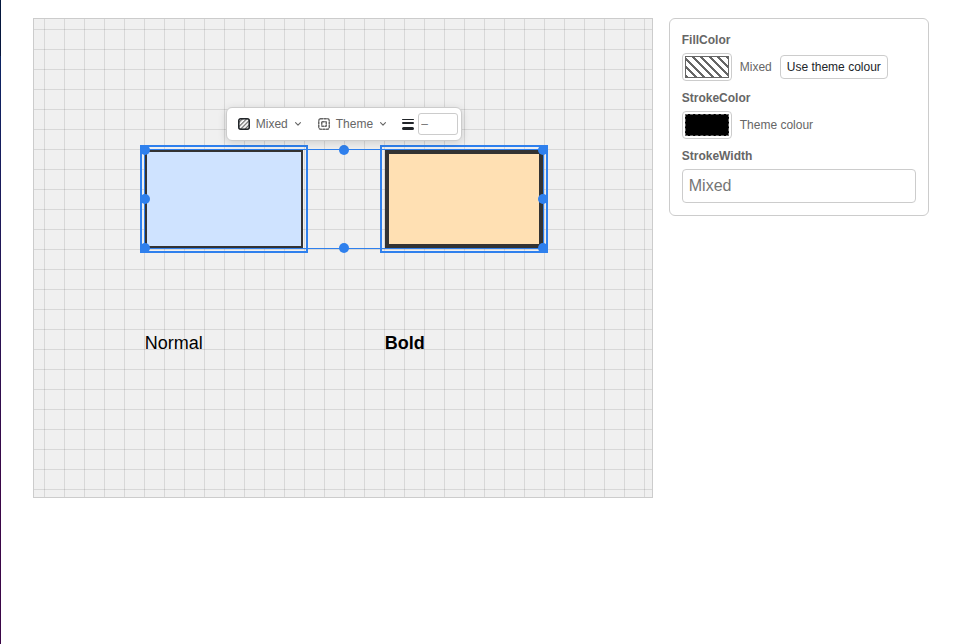 FillColor
Mixed Use theme colour
StrokeColor
Theme colour
StrokeWidth
Mixed
Mixed Theme –
Normal Bold